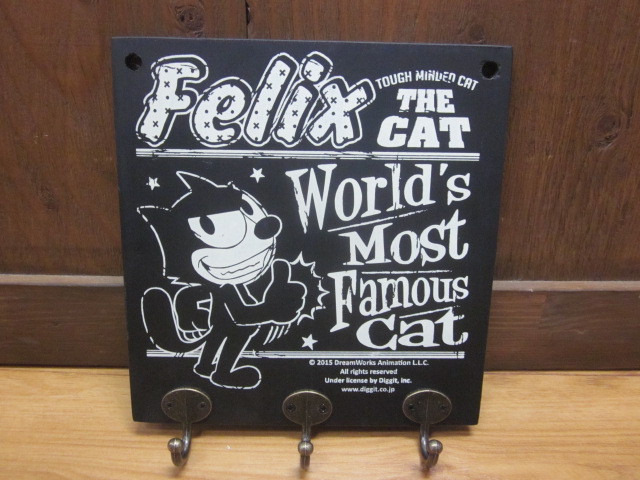 Felix
TOUGH MINDED CAT
THE
CAT
World's
Most
Famous
Cat
© 2015 DreamWorks Animation L.L.C.
All rights reserved
Under license by Diggit, Inc.
www.diggit.co.jp